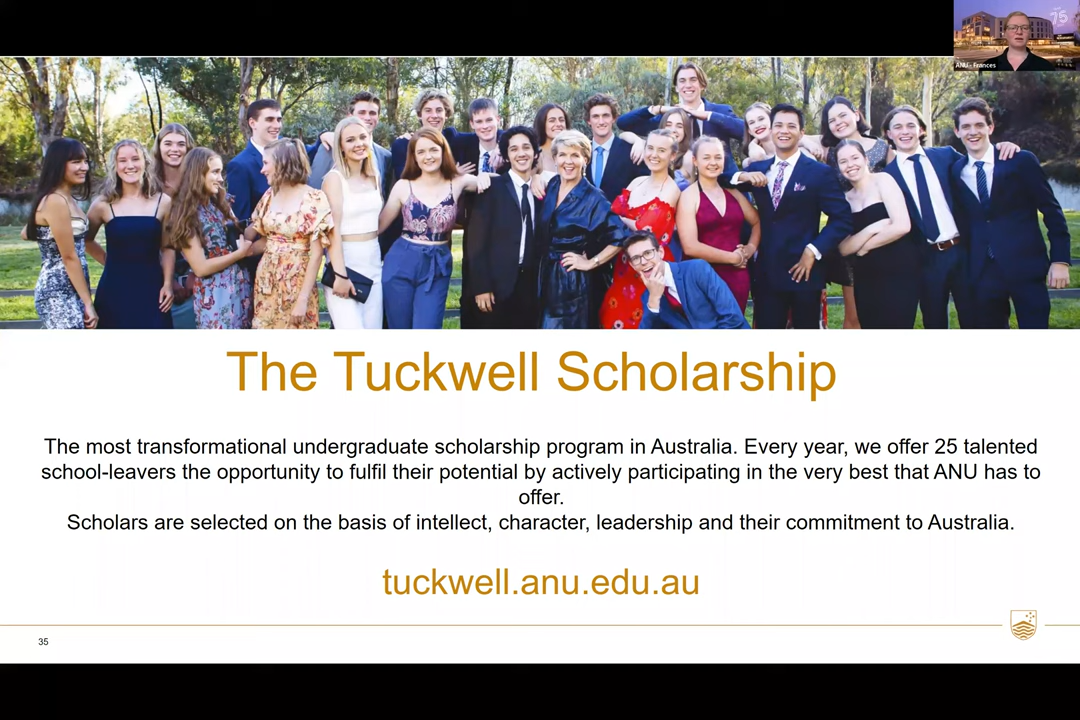 75
ANU - Frances
The Tuckwell Scholarship
The most transformational undergraduate scholarship program in Australia. Every year, we offer 25 talented
school-leavers the opportunity to fulfil their potential by actively participating in the very best that ANU has to
offer.
Scholars are selected on the basis of intellect, character, leadership and their commitment to Australia.
tuckwell.anu.edu.au
35